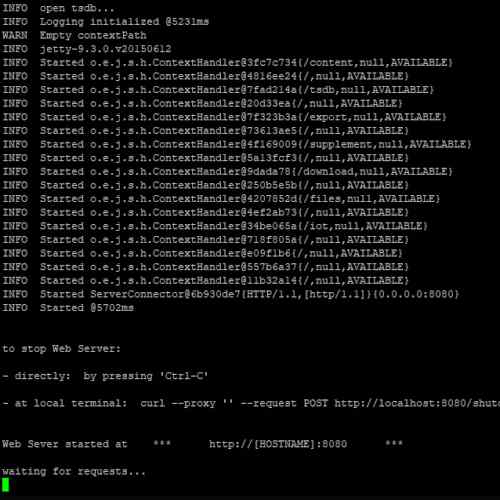 INFO  open tsdb...
INFO  Logging initialized @5231ms
WARN  Empty contextPath
INFO  jetty-9.3.0.v20150612
INFO  Started o.e.j.s.h.ContextHandler@3fc7c734{/content,null,AVAILABLE}
INFO  Started o.e.j.s.h.ContextHandler@4816ee24{/,null,AVAILABLE}
INFO  Started o.e.j.s.h.ContextHandler@7fad214a{/tsdb,null,AVAILABLE}
INFO  Started o.e.j.s.h.ContextHandler@20d33ea{/,null,AVAILABLE}
INFO  Started o.e.j.s.h.ContextHandler@7f323b3a{/export,null,AVAILABLE}
INFO  Started o.e.j.s.h.ContextHandler@73613ae5{/,null,AVAILABLE}
INFO  Started o.e.j.s.h.ContextHandler@4f169009{/supplement,null,AVAILABLE}
INFO  Started o.e.j.s.h.ContextHandler@5a13fcf3{/,null,AVAILABLE}
INFO  Started o.e.j.s.h.ContextHandler@9dada78{/download,null,AVAILABLE}
INFO  Started o.e.j.s.h.ContextHandler@250b5e5b{/,null,AVAILABLE}
INFO  Started o.e.j.s.h.ContextHandler@4207852d{/files,null,AVAILABLE}
INFO  Started o.e.j.s.h.ContextHandler@4ef2ab73{/,null,AVAILABLE}
INFO  Started o.e.j.s.h.ContextHandler@34be065a{/iot,null,AVAILABLE}
INFO  Started o.e.j.s.h.ContextHandler@718f805a{/,null,AVAILABLE}
INFO  Started o.e.j.s.h.ContextHandler@e09f1b6{/,null,AVAILABLE}
INFO  Started o.e.j.s.h.ContextHandler@557b6a37{/,null,AVAILABLE}
INFO  Started o.e.j.s.h.ContextHandler@11b32a14{/,null,AVAILABLE}
INFO  Started ServerConnector@6b930de7{HTTP/1.1,[http/1.1]}{0.0.0.0:8080}
INFO  Started @5702ms
to stop Web Server:
- directly:  by pressing 'Ctrl-C'
- at local terminal:  curl --proxy '' --request POST http://localhost:8080/shutd
Web Sever started at    ***      http://[HOSTNAME]:8080      ***
waiting for requests...